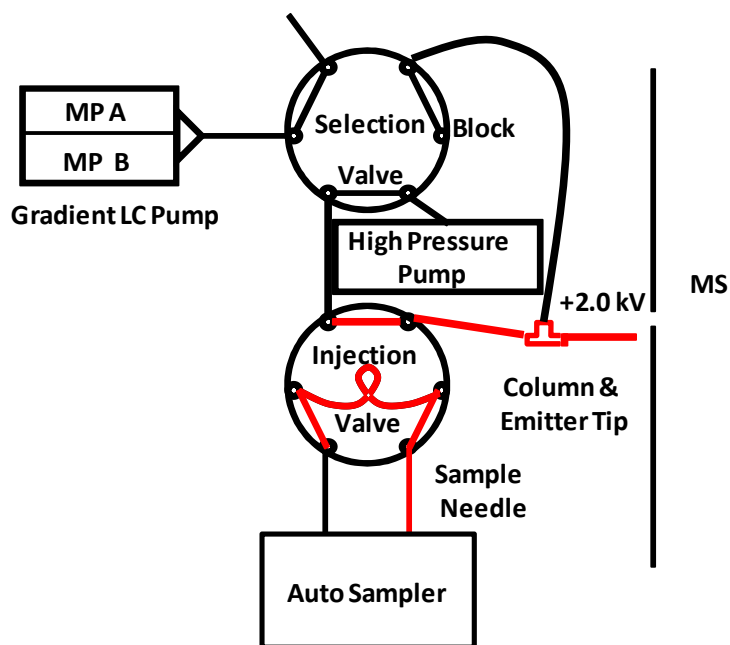 MP A
MP B
Gradient LC Pump
Selection
Valve
Block
High Pressure
Pump
MS
+2.0 kV
Injection
Valve
Column &
Emitter Tip
Sample
Needle
Auto Sampler